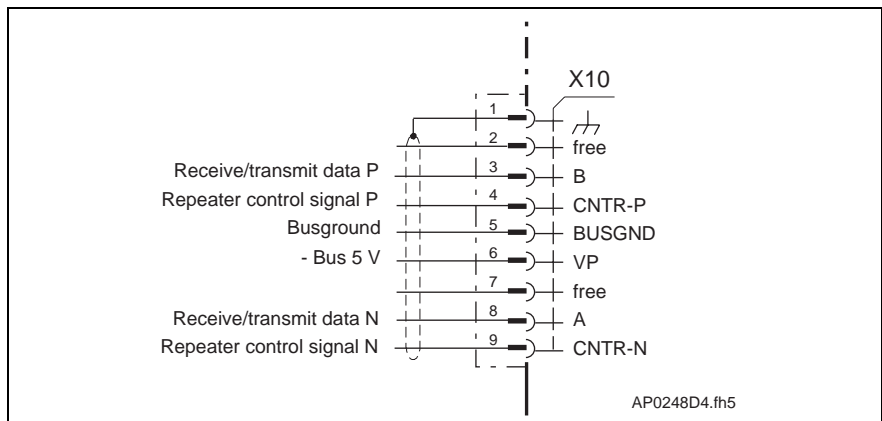 X10
1
2 free
Receive/transmit data P 3 B
Repeater control signal P 4 CNTR-P
Busground 5 BUSGND
- Bus 5 V 6 VP
7 free
Receive/transmit data N 8 A
Repeater control signal N 9 CNTR-N
AP0248D4.fh5